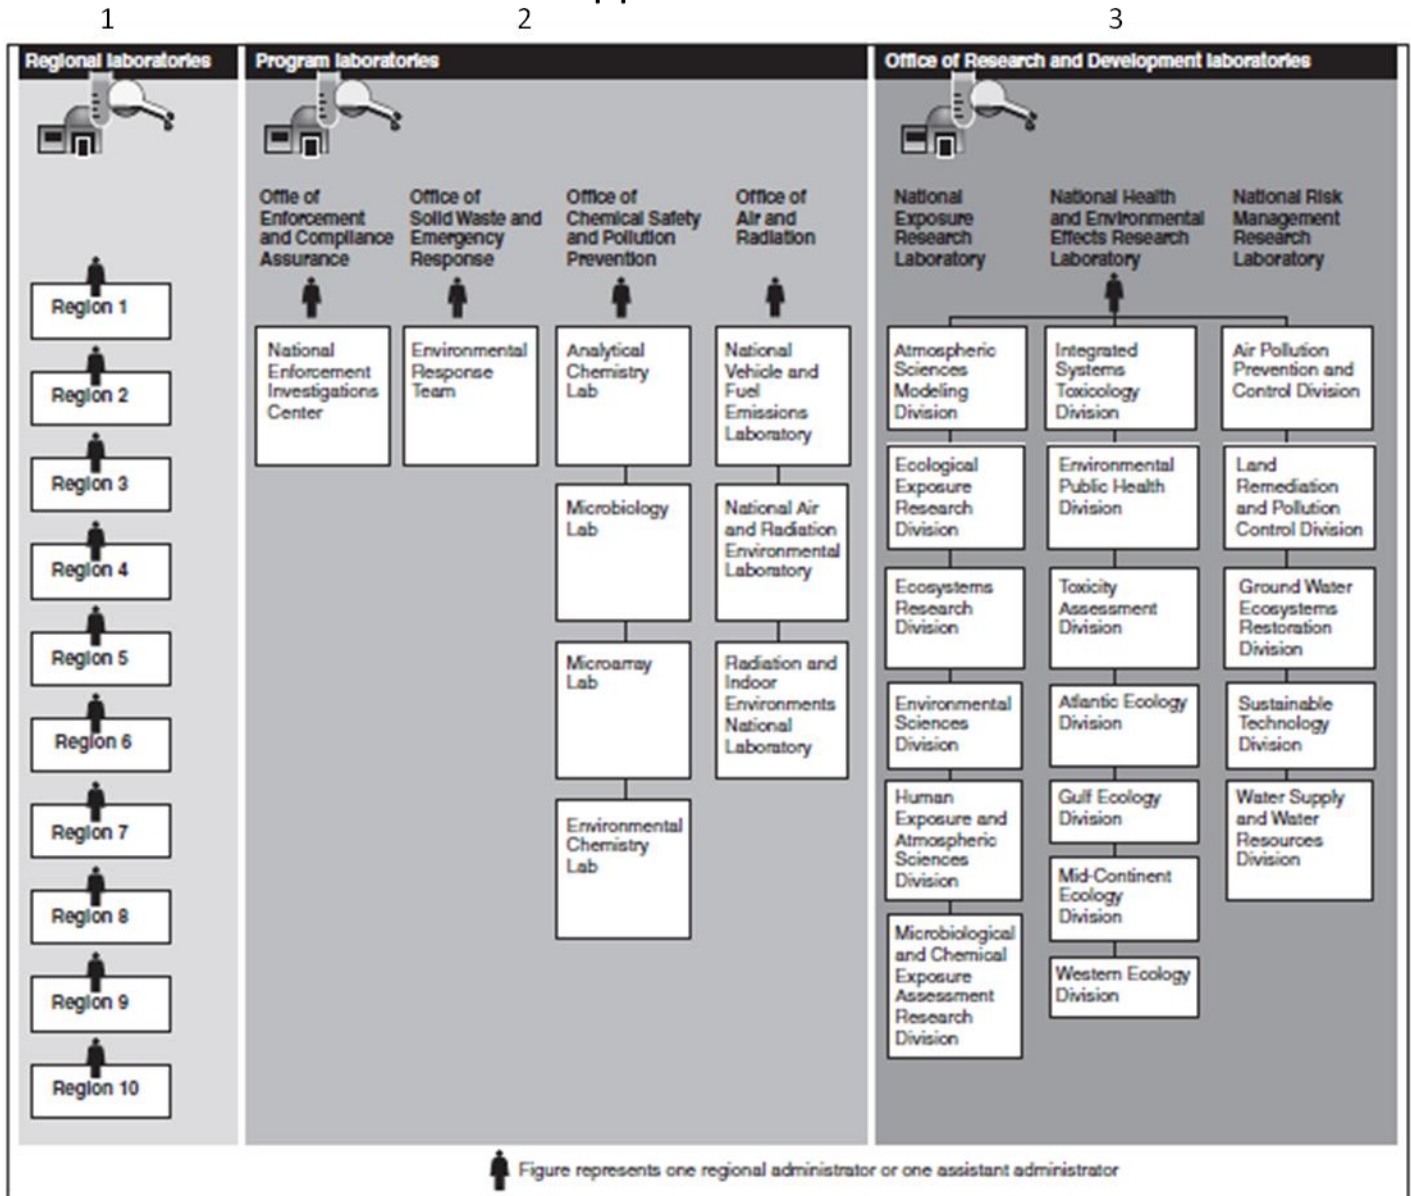 1
2
3
Regional laboratories
Region 1
Region 2
Region 3
Region 4
Region 5
Region 6
Region 7
Region 8
Region 9
Region 10
Program laboratories
Offie of
Enforcement
and Compliance
Assurance
National
Enforcement
Investigations
Center
Office of
Solid Waste and
Emergency
Response
Environmental
Response
Team
Office of
Chemical Safety
and Pollution
Prevention
Analytical
Chemistry
Lab
Microbiology
Lab
Microarray
Lab
Environmental
Chemistry
Lab
Office of
Air and
Radiation
National
Vehicle and
Fuel
Emissions
Laboratory
National Air
and Radiation
Environmental
Laboratory
Radiation and
Indoor
Environments
National
Laboratory
Office of Research and Development laboratories
National
Exposure
Research
Laboratory
Atmospheric
Sciences
Modeling
Division
Ecological
Exposure
Research
Division
Ecosystems
Research
Division
Environmental
Sciences
Division
Human
Exposure and
Atmospheric
Sciences
Division
Microbiological
and Chemical
Exposure
Assessment
Research
Division
National Health
and Environmental
Effects Research
Laboratory
Integrated
Systems
Toxicology
Division
Environmental
Public Health
Division
Toxicity
Assessment
Division
Atlantic Ecology
Division
Gulf Ecology
Division
Mid-Continent
Ecology
Division
Western Ecology
Division
National Risk
Management
Research
Laboratory
Air Pollution
Prevention and
Control Division
Land
Remediation
and Pollution
Control Division
Ground Water
Ecosystems
Restoration
Division
Sustainable
Technology
Division
Water Supply
and Water
Resources
Division
Figure represents one regional administrator or one assistant administrator